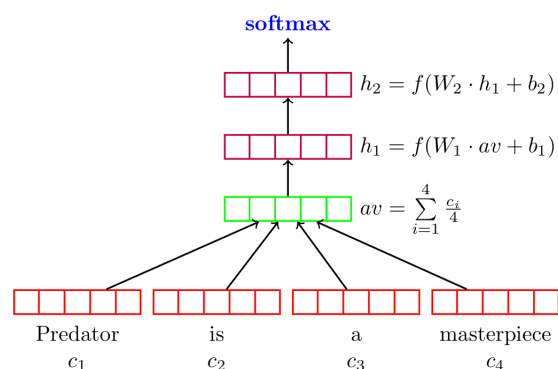 softmax
h₂ = f(W₂ · h₁ + b₂)
h₁ = f(W₁ · av + b₁)
av = ∑_{i=1}^{4} c_i/4
Predator is a masterpiece
c₁ c₂ c₃ c₄